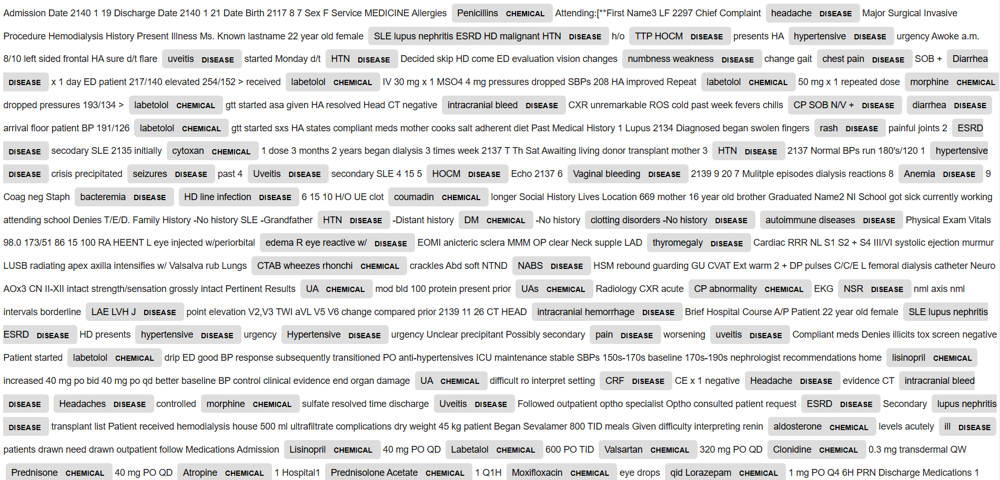 Admission Date 2140 1 19 Discharge Date 2140 1 21 Date Birth 2117 8 7 Sex F Service MEDICINE Allergies Penicillins CHEMICAL Attending:[**First Name3 LF 2297 Chief Complaint headache DISEASE Major Surgical Invasive
Procedure Hemodialysis History Present Illness Ms. Known lastname 22 year old female SLE lupus nephritis ESRD HD malignant HTN DISEASE h/o TTP HOCM DISEASE presents HA hypertensive DISEASE urgency Awoke a.m.
8/10 left sided frontal HA sure d/t flare uveitis DISEASE started Monday d/t HTN DISEASE Decided skip HD come ED evaluation vision changes numbness weakness DISEASE change gait chest pain DISEASE SOB + Diarrhea
DISEASE x 1 day ED patient 217/140 elevated 254/152 > received labetolol CHEMICAL IV 30 mg x 1 MSO4 4 mg pressures dropped SBPs 208 HA improved Repeat labetolol CHEMICAL 50 mg x 1 repeated dose morphine CHEMICAL
dropped pressures 193/134 > labetolol CHEMICAL gtt started asa given HA resolved Head CT negative intracranial bleed DISEASE CXR unremarkable ROS cold past week fevers chills CP SOB N/V + DISEASE diarrhea DISEASE
arrival floor patient BP 191/126 labetolol CHEMICAL gtt started sxs HA states compliant meds mother cooks salt adherent diet Past Medical History 1 Lupus 2134 Diagnosed began swolen fingers rash DISEASE painful joints 2 ESRD
DISEASE secodary SLE 2135 initially cytoxan CHEMICAL 1 dose 3 months 2 years began dialysis 3 times week 2137 T Th Sat Awaiting living donor transplant mother 3 HTN DISEASE 2137 Normal BPs run 180's/120 1 hypertensive
DISEASE crisis precipitated seizures DISEASE past 4 Uveitis DISEASE secondary SLE 4 15 5 HOCM DISEASE Echo 2137 6 Vaginal bleeding DISEASE 2139 9 20 7 Mulitple episodes dialysis reactions 8 Anemia DISEASE 9
Coag neg Staph bacteremia DISEASE HD line infection DISEASE 6 15 10 H/O UE clot coumadin CHEMICAL longer Social History Lives Location 669 mother 16 year old brother Graduated Name2 NI School got sick currently working
attending school Denies T/E/D. Family History -No history SLE -Grandfather HTN DISEASE -Distant history DM CHEMICAL -No history clotting disorders -No history DISEASE autoimmune diseases DISEASE Physical Exam Vitals
98.0 173/51 86 15 100 RA HEENT L eye injected w/periorbital edema R eye reactive w/ DISEASE EOMI anicteric sclera MMM OP clear Neck supple LAD thyromegaly DISEASE Cardiac RRR NL S1 S2 + S4 III/VI systolic ejection murmur
LUSB radiating apex axilla intensifies w/ Valsalva rub Lungs CTAB wheezes rhonchi CHEMICAL crackles Abd soft NTND NABS DISEASE HSM rebound guarding GU CVAT Ext warm 2 + DP pulses C/C/E L femoral dialysis catheter Neuro
AOx3 CN II-XII intact strength/sensation grossly intact Pertinent Results UA CHEMICAL mod bld 100 protein present prior UAs CHEMICAL Radiology CXR acute CP abnormality CHEMICAL EKG NSR DISEASE nml axis nml
intervals borderline LAE LVH J DISEASE point elevation V2,V3 TWI aVL V5 V6 change compared prior 2139 11 26 CT HEAD intracranial hemorrhage DISEASE Brief Hospital Course A/P Patient 22 year old female SLE lupus nephritis
ESRD DISEASE HD presents hypertensive DISEASE urgency Hypertensive DISEASE urgency Unclear precipitant Possibly secondary pain DISEASE worsening uveitis DISEASE Compliant meds Denies illicits tox screen negative
Patient started labetolol CHEMICAL drip ED good BP response subsequently transitioned PO anti-hypertensives ICU maintenance stable SBPs 150s-170s baseline 170s-190s nephrologist recommendations home lisinopril CHEMICAL
increased 40 mg po bid 40 mg po qd better baseline BP control clinical evidence end organ damage UA CHEMICAL difficult ro interpret setting CRF DISEASE CE x 1 negative Headache DISEASE evidence CT intracranial bleed
DISEASE Headaches DISEASE controlled morphine CHEMICAL sulfate resolved time discharge Uveitis DISEASE Followed outpatient optho specialist Optho consulted patient request ESRD DISEASE Secondary lupus nephritis
DISEASE transplant list Patient received hemodialysis house 500 ml ultrafiltrate complications dry weight 45 kg patient Began Sevalamer 800 TID meals Given difficulty interpreting renin aldosterone CHEMICAL levels acutely ill DISEASE
patients drawn need drawn outpatient follow Medications Admission Lisinopril CHEMICAL 40 mg PO QD Labetalol CHEMICAL 600 PO TID Valsartan CHEMICAL 320 mg PO QD Clonidine CHEMICAL 0.3 mg transdermal QW
Prednisone CHEMICAL 40 mg PO QD Atropine CHEMICAL 1 Hospital1 Prednisolone Acetate CHEMICAL 1 Q1H Moxifloxacin CHEMICAL eye drops qid Lorazepam CHEMICAL 1 mg PO Q4 6H PRN Discharge Medications 1